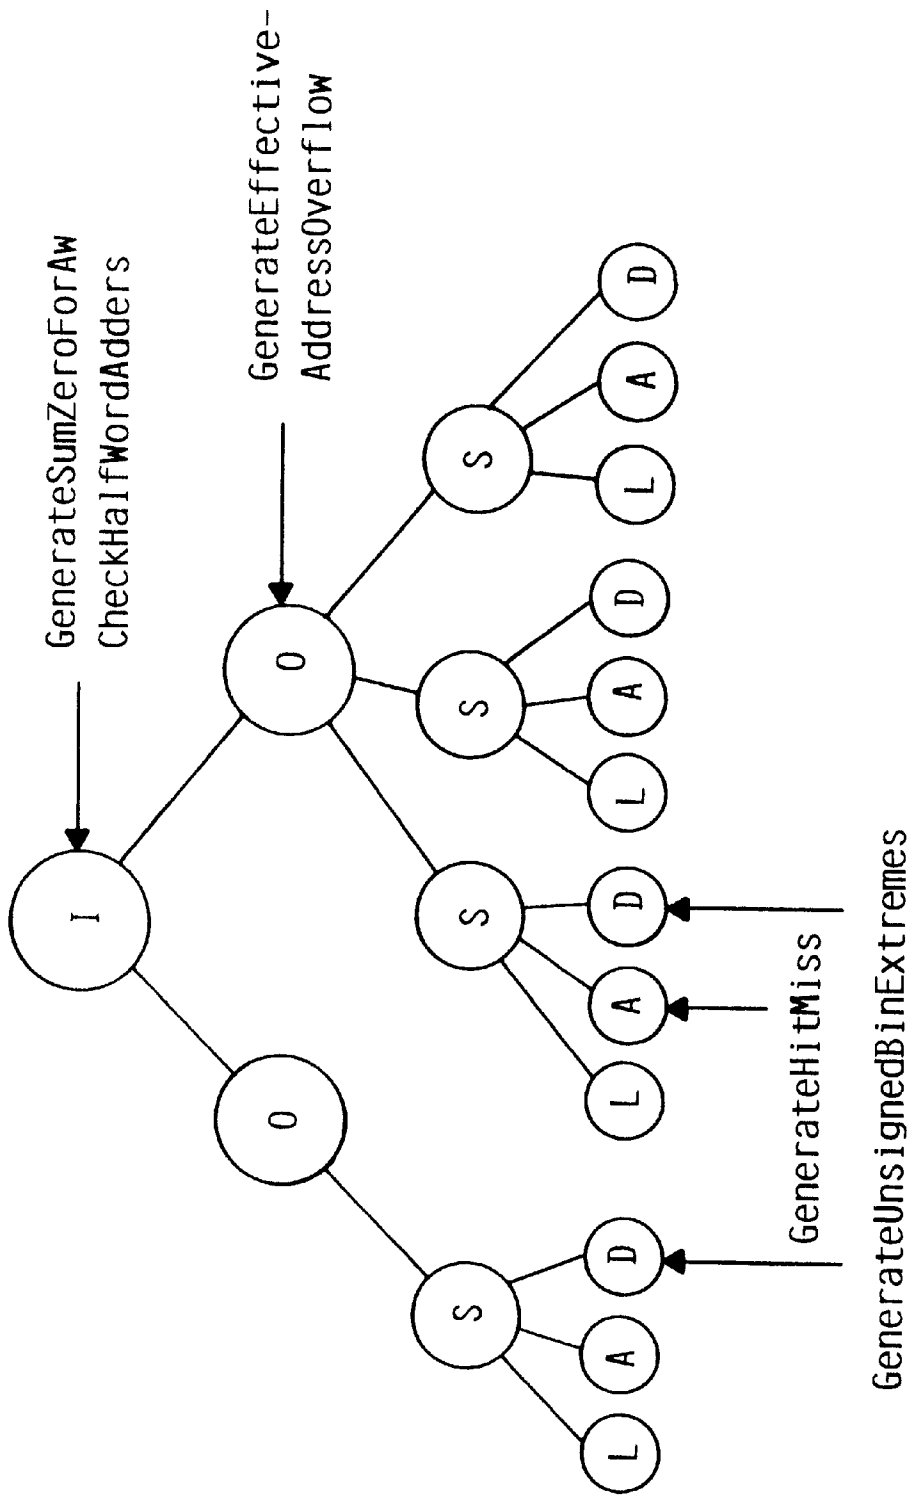 GenerateSumZeroForAw
CheckHalfWordAdders
I
GenerateEffective-
AddressOverflow
O O
S S S S
L A D L A D L A D L A D
GenerateHitMiss
GenerateUnsignedBinExtremes